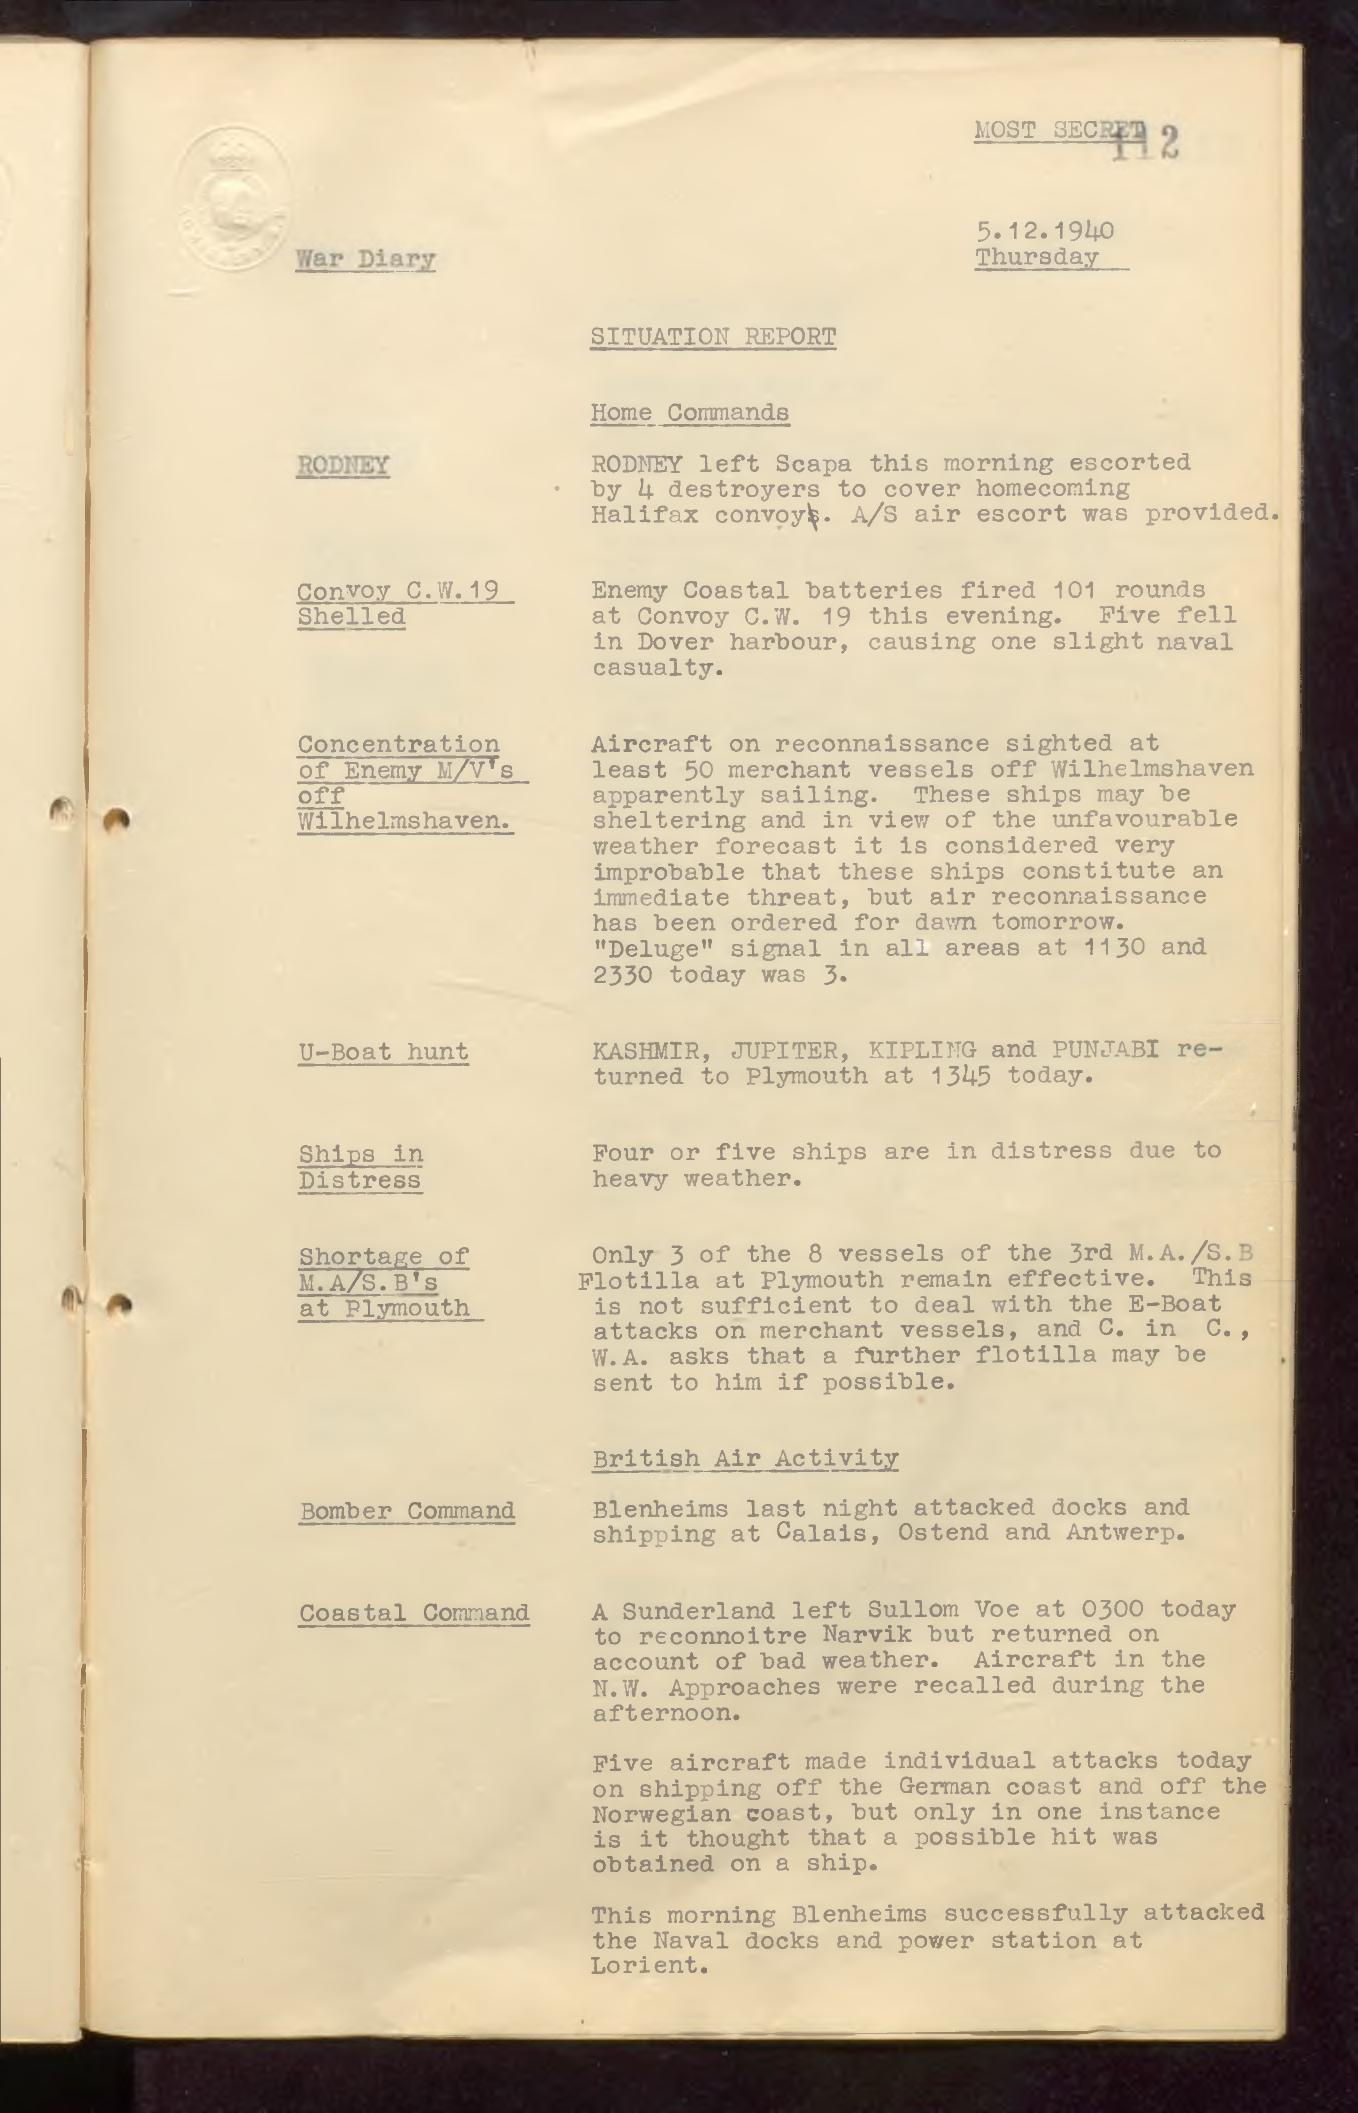 MOST SECRET
112
5.12.1940
War Diary
Thursday
SITUATION REPORT
Home Commands
RODNEY
RODNEY left Scapa this morning escorted
by 4 destroyers to cover homecoming
Halifax convoy. A/S air escort was provided.
Convoy C.W.19
Shelled
Enemy Coastal batteries fired 101 rounds
at Convoy C.W. 19 this evening. Five fell
in Dover harbour, causing one slight naval
casualty.
Concentration
of Enemy M/V's
off
Wilhelmshaven.
Aircraft on reconnaissance sighted at
least 50 merchant vessels off Wilhelmshaven
apparently sailing. These ships may be
sheltering and in view of the unfavourable
weather forecast it is considered very
improbable that these ships constitute an
immediate threat, but air reconnaissance
has been ordered for dawn tomorrow.
"Deluge" signal in all areas at 1130 and
2330 today was 3.
U-Boat hunt
KASHMIR, JUPITER, KIPLING and PUNJABI re-
turned to Plymouth at 1345 today.
Ships in
Distress
Four or five ships are in distress due to
heavy weather.
Shortage of
M.A/S.B's
at Plymouth
Only 3 of the 8 vessels of the 3rd M.A./S.B
Flotilla at Plymouth remain effective. This
is not sufficient to deal with the E-Boat
attacks on merchant vessels, and C. in C.,
W.A. asks that a further flotilla may be
sent to him if possible.
British Air Activity
Bomber Command
Blenheims last night attacked docks and
shipping at Calais, Ostend and Antwerp.
Coastal Command
A Sunderland left Sullom Voe at 0300 today
to reconnoitre Narvik but returned on
account of bad weather. Aircraft in the
N.W. Approaches were recalled during the
afternoon.
Five aircraft made individual attacks today
on shipping off the German coast and off the
Norwegian coast, but only in one instance
is it thought that a possible hit was
obtained on a ship.
This morning Blenheims successfully attacked
the Naval docks and power station at
Lorient.